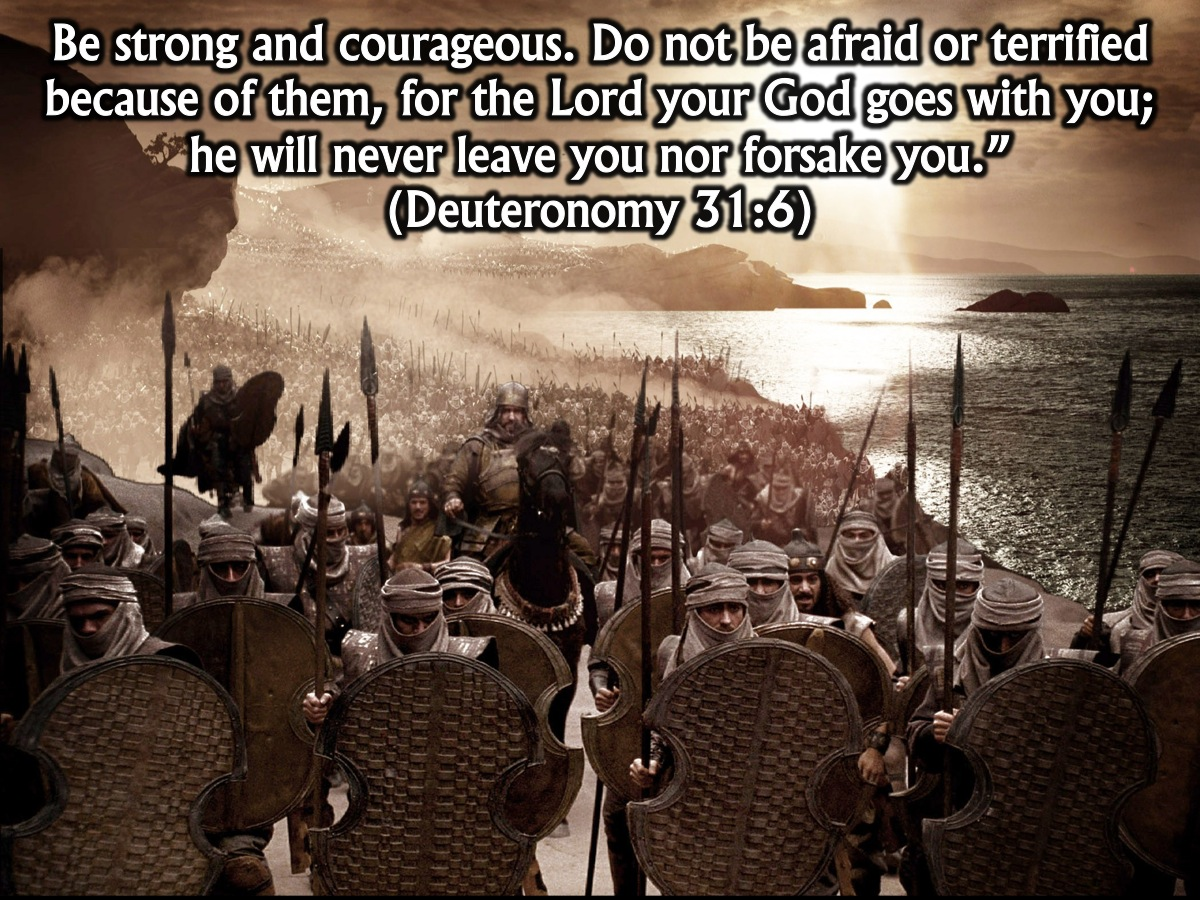 Be strong and courageous. Do not be afraid or terrified
because of them, for the Lord your God goes with you;
he will never leave you nor forsake you.”
(Deuteronomy 31:6)